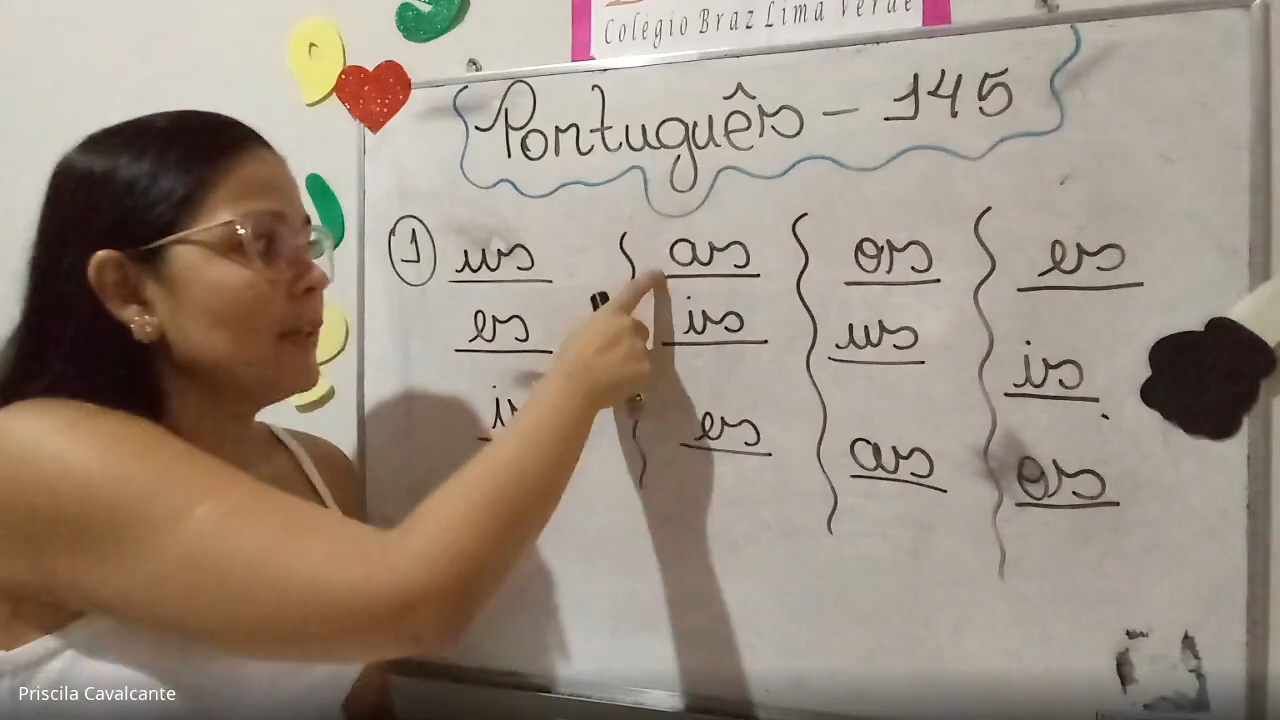 Colégio Braz Lima Verde
Português - 145
1 us as os es
es is us is
is es as os
Priscila Cavalcante